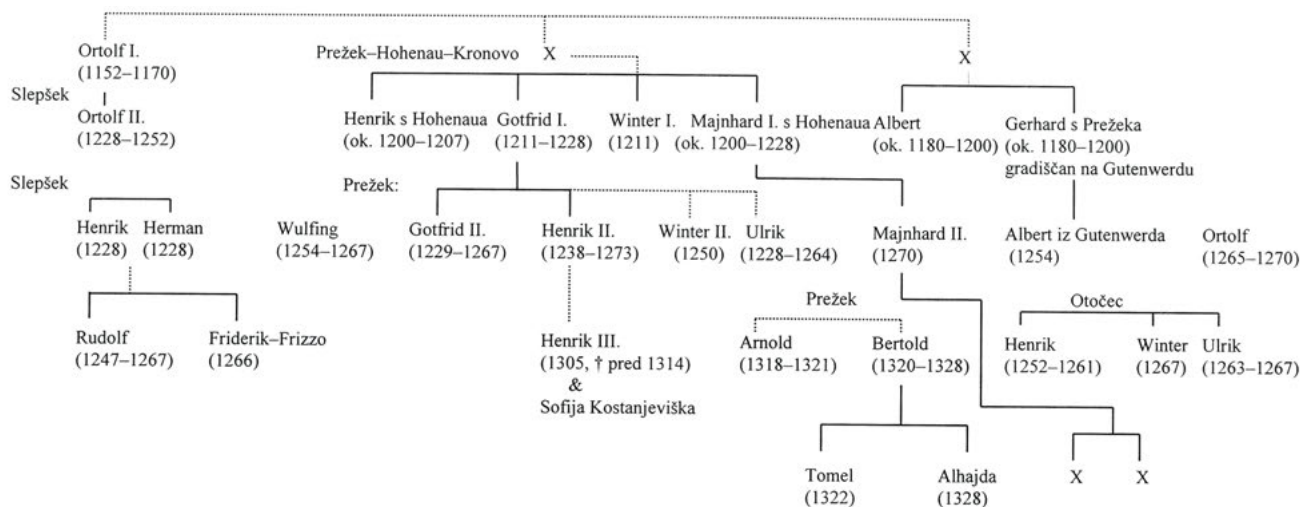 Ortolf I.
(1152–1170)
Prežek–Hohenau–Kronovo X
X
Slepšek
Ortolf II.
(1228–1252)
Henrik s Hohenaua
(ok. 1200–1207)
Gotfrid I.
(1211–1228)
Winter I.
(1211)
Majnhard I. s Hohenaua
(ok. 1200–1228)
Albert
(ok. 1180–1200)
Gerhard s Prežeka
(ok. 1180–1200)
gradiščan na Gutenwerdu
Slepšek
Prežek:
Henrik
(1228)
Herman
(1228)
Wulfing
(1254–1267)
Gotfrid II.
(1229–1267)
Henrik II.
(1238–1273)
Winter II.
(1250)
Ulrik
(1228–1264)
Majnhard II.
(1270)
Albert iz Gutenwerda
(1254)
Ortolf
(1265–1270)
Prežek
Otočec
Rudolf
(1247–1267)
Friderik–Frizzo
(1266)
Henrik III.
(1305, † pred 1314)
&
Sofija Kostanjeviška
Arnold
(1318–1321)
Bertold
(1320–1328)
Henrik
(1252–1261)
Winter
(1267)
Ulrik
(1263–1267)
Tomel
(1322)
Alhajda
(1328)
X
X